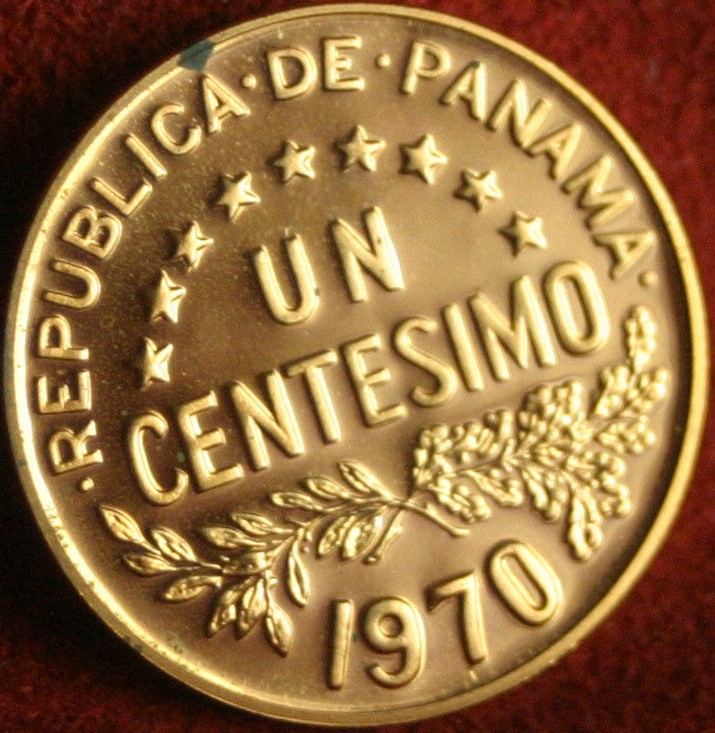 ·REPUBLICA·DE·PANAMA·
UN
CENTESIMO
1970